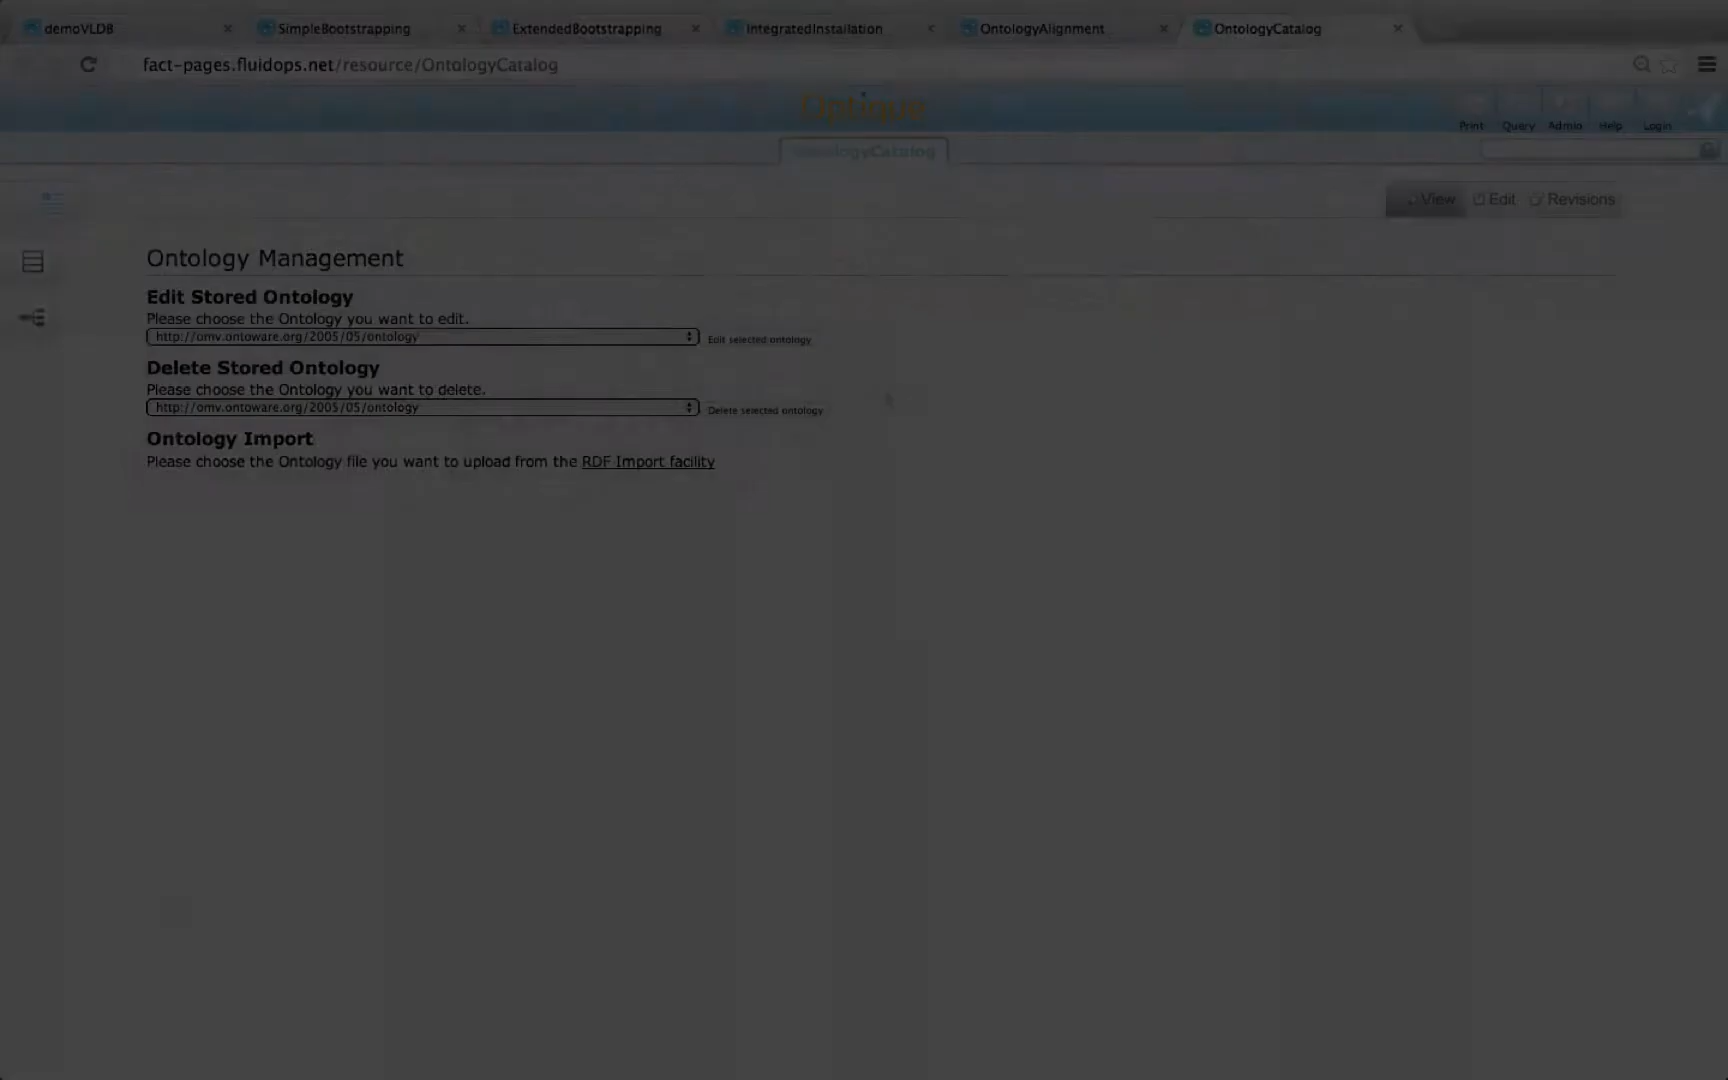 demoVLDB SimpleBootstrapping ExtendedBootstrapping IntegratedInstallation OntologyAlignment OntologyCatalog
fact-pages.fluidops.net/resource/OntologyCatalog
Optique
Print Query Admin Help Login
OntologyCatalog
View Edit Revisions
Ontology Management
Edit Stored Ontology
Please choose the Ontology you want to edit.
http://omv.ontoware.org/2005/05/ontology Edit selected ontology
Delete Stored Ontology
Please choose the Ontology you want to delete.
http://omv.ontoware.org/2005/05/ontology Delete selected ontology
Ontology Import
Please choose the Ontology file you want to upload from the RDF Import facility